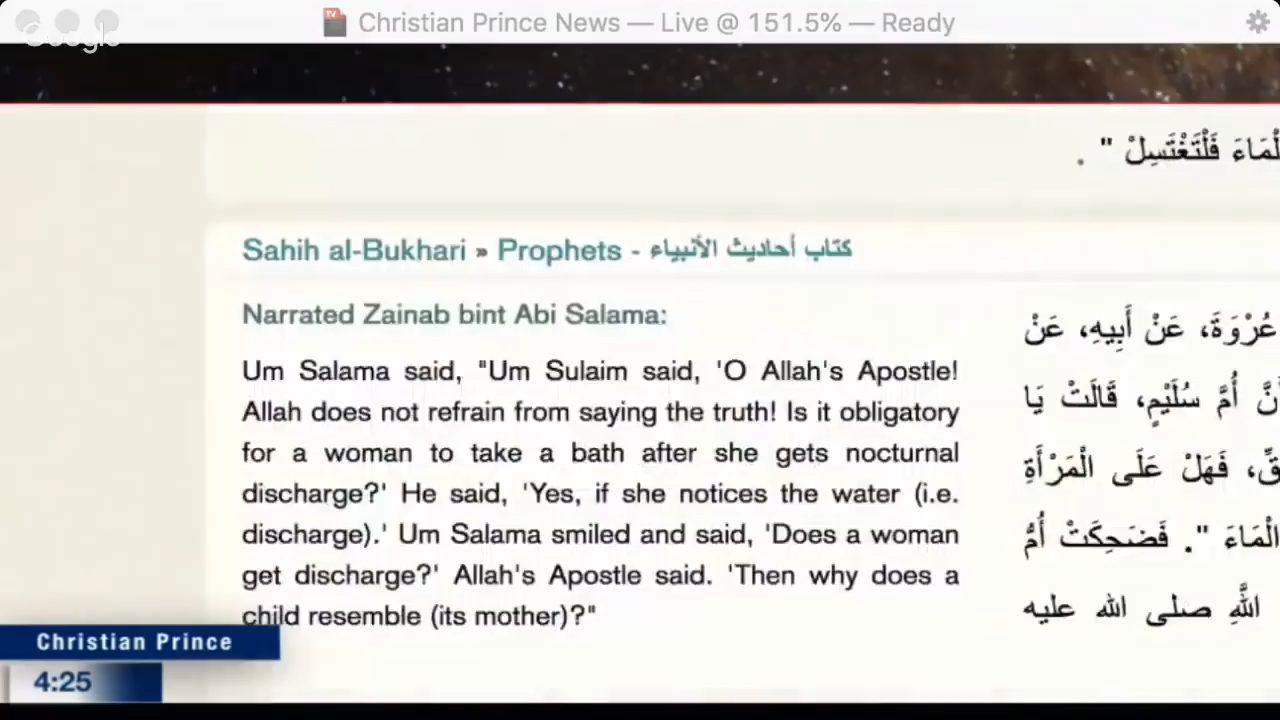 Christian Prince News — Live @ 151.5% — Ready
Google
لْمَاءَ فَلْتَغْتَسِلْ " .
Sahih al-Bukhari » Prophets - كتاب أحاديث الأنبياء
Narrated Zainab bint Abi Salama:
Um Salama said, "Um Sulaim said, 'O Allah's Apostle!
Allah does not refrain from saying the truth! Is it obligatory
for a woman to take a bath after she gets nocturnal
discharge?' He said, 'Yes, if she notices the water (i.e.
discharge).' Um Salama smiled and said, 'Does a woman
get discharge?' Allah's Apostle said. 'Then why does a
child resemble (its mother)?"
عُرْوَةَ، عَنْ أَبِيهِ، عَنْ
أَنَّ أُمَّ سُلَيْمٍ، قَالَتْ يَا
قِّ، فَهَلْ عَلَى الْمَرْأَةِ
الْمَاءَ ". فَضَحِكَتْ أُمُّ
اللَّهِ صلى الله عليه
Christian Prince
4:25